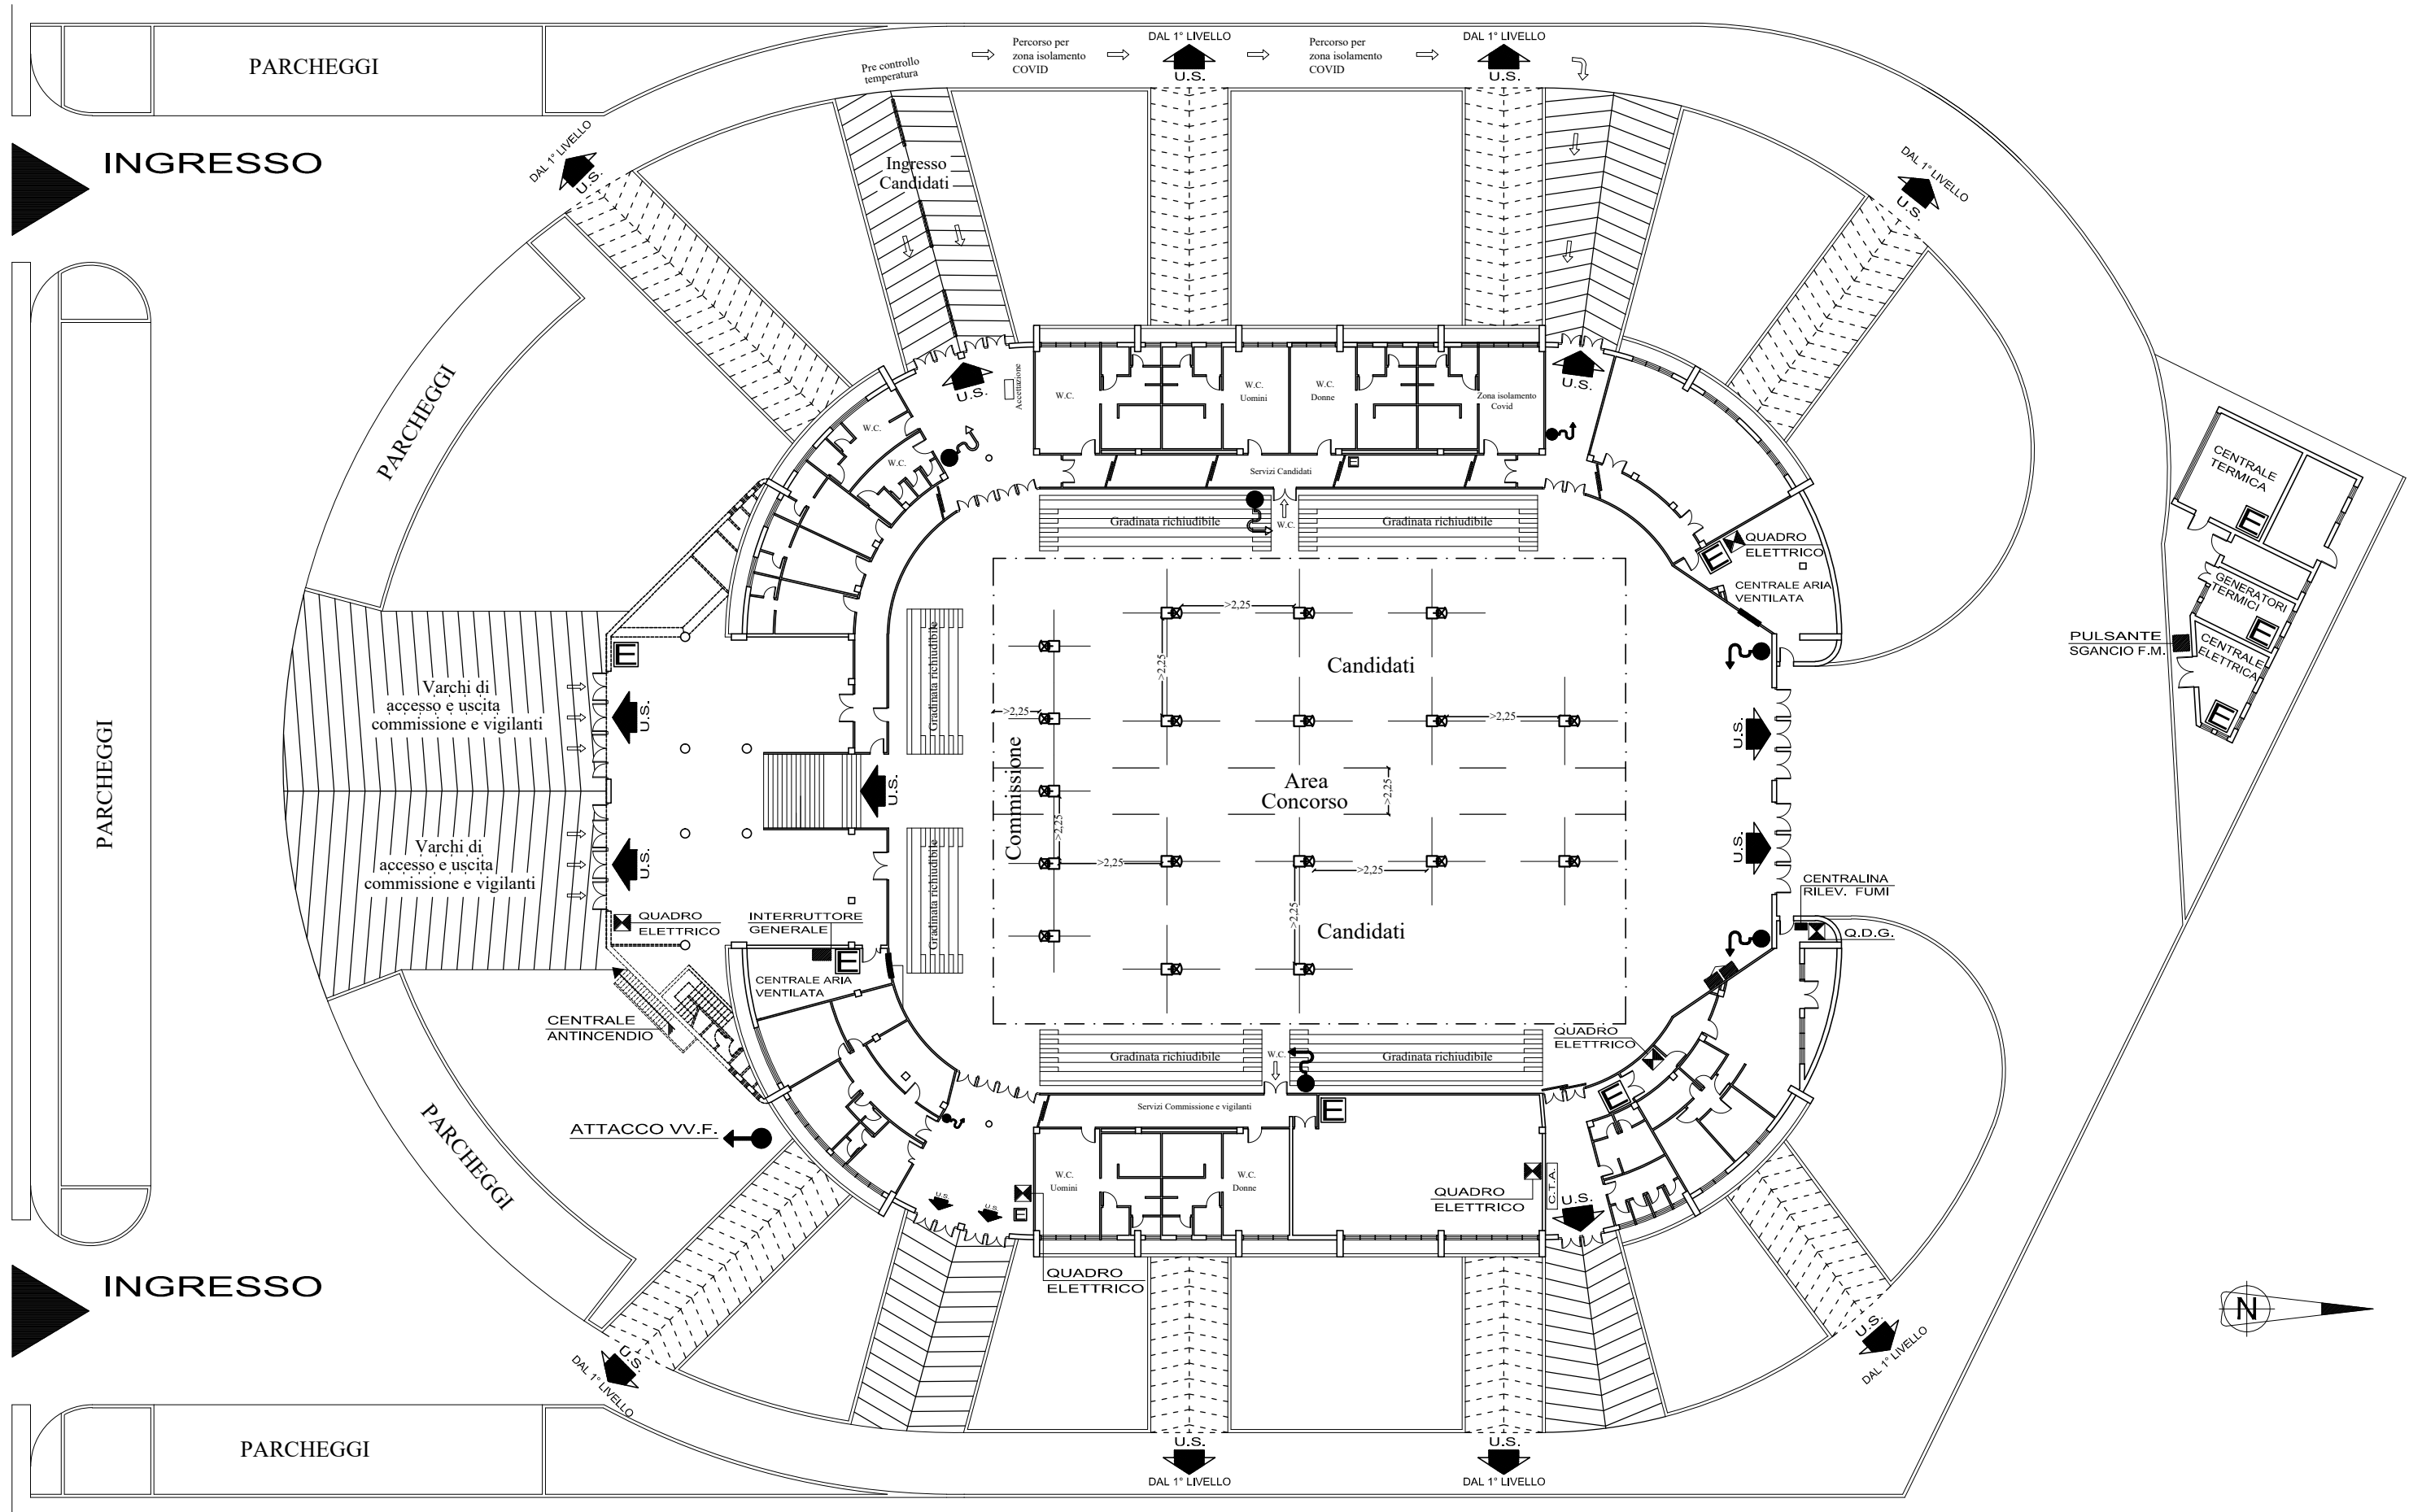 PARCHEGGI
INGRESSO
Pre controllo
temperatura
Percorso per
zona isolamento
COVID
DAL 1° LIVELLO
U.S.
Percorso per
zona isolamento
COVID
DAL 1° LIVELLO
U.S.
DAL 1° LIVELLO
U.S.
Ingresso
Candidati
DAL 1° LIVELLO
U.S.
PARCHEGGI
U.S.
Accettazione
W.C.
W.C.
Uomini
W.C.
Donne
Zona isolamento
Covid
U.S.
W.C.
W.C.
Servizi Candidati
Gradinata richiudibile
W.C.
Gradinata richiudibile
E
E
QUADRO
ELETTRICO
CENTRALE ARIA
VENTILATA
CENTRALE
TERMICA
E
GENERATORI
TERMICI
E
CENTRALE
ELETTRICA
E
PULSANTE
SGANCIO F.M.
E
Varchi di
accesso e uscita
commissione e vigilanti
U.S.
PARCHEGGI
Gradinata richiudibile
>2,25
>2,25
Candidati
>2,25
>2,25
U.S.
U.S.
Commissione
Area
Concorso
>2,25
>2,25
>2,25
>2,25
>2,25
Candidati
U.S.
Varchi di
accesso e uscita
commissione e vigilanti
U.S.
Gradinata richiudibile
CENTRALINA
RILEV. FUMI
Q.D.G.
QUADRO
ELETTRICO
INTERRUTTORE
GENERALE
E
CENTRALE ARIA
VENTILATA
CENTRALE
ANTINCENDIO
Gradinata richiudibile
W.C.
Gradinata richiudibile
QUADRO
ELETTRICO
E
Servizi Commissione e vigilanti
E
ATTACCO VV.F.
PARCHEGGI
W.C.
Uomini
W.C.
Donne
U.S.
U.S.
E
QUADRO
ELETTRICO
C.T.A.
U.S.
QUADRO
ELETTRICO
INGRESSO
N
U.S.
DAL 1° LIVELLO
U.S.
DAL 1° LIVELLO
PARCHEGGI
U.S.
DAL 1° LIVELLO
U.S.
DAL 1° LIVELLO